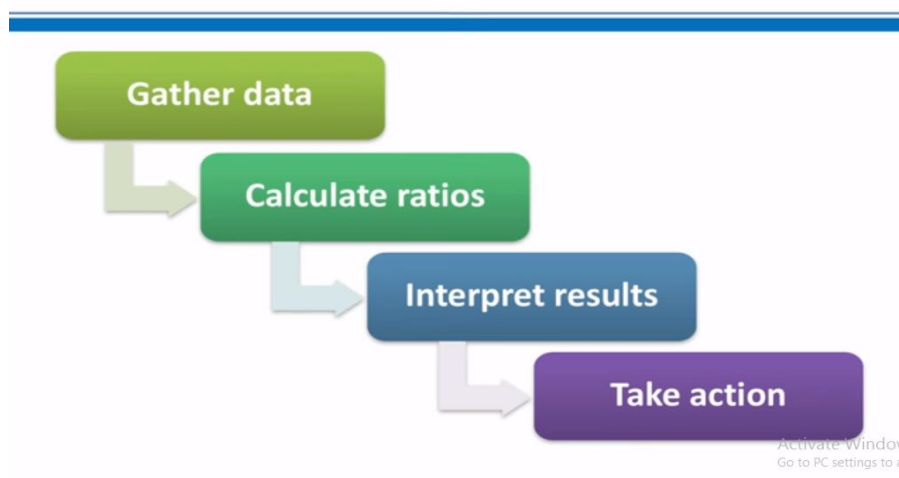 Gather data
Calculate ratios
Interpret results
Take action
Activate Window
Go to PC settings to a